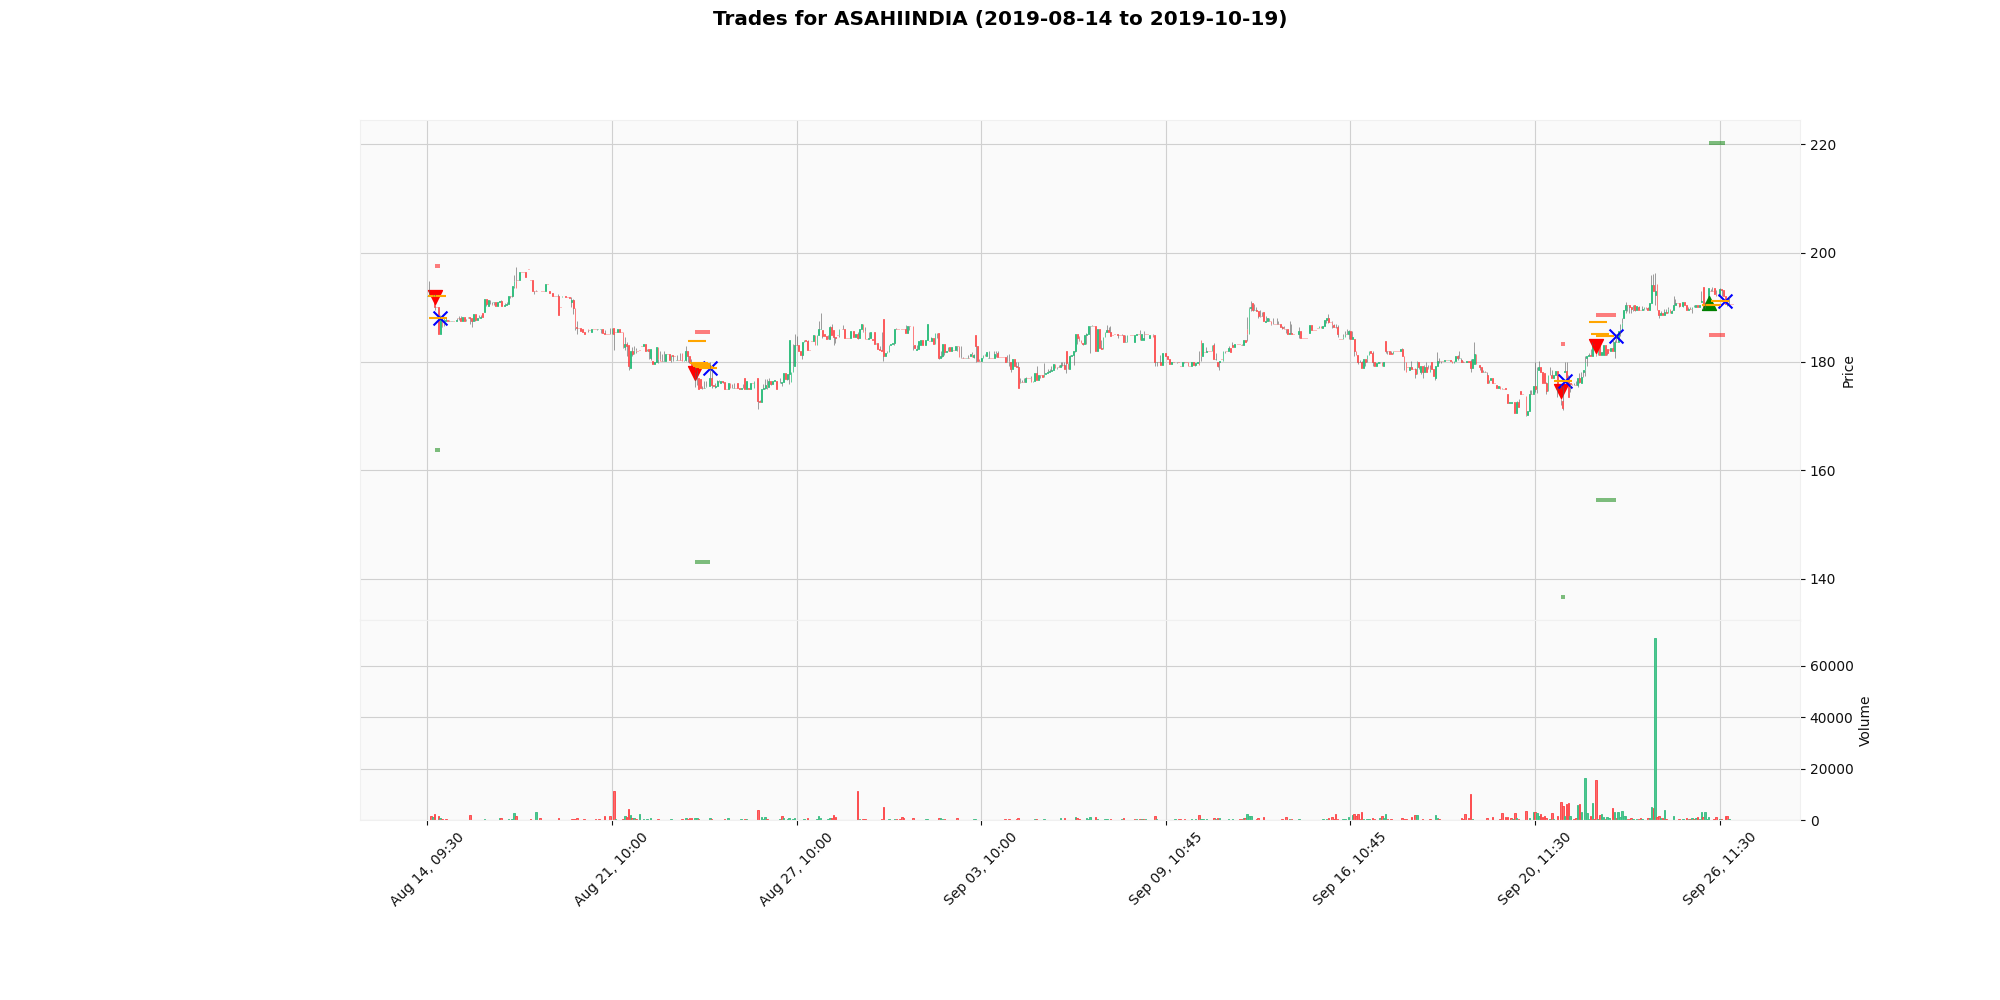 Trades for ASAHIINDIA (2019-08-14 to 2019-10-19)
220
200
180
160
140
Price
60000
40000
20000
0
Volume
Aug 14, 09:30
Aug 21, 10:00
Aug 27, 10:00
Sep 03, 10:00
Sep 09, 10:45
Sep 16, 10:45
Sep 20, 11:30
Sep 26, 11:30